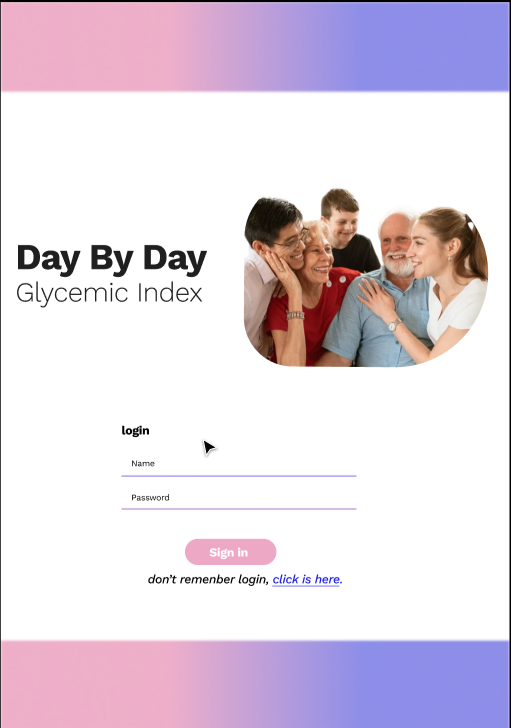 Day By Day
Glycemic Index
login
Name
Password
Sign in
don't remenber login, click is here.